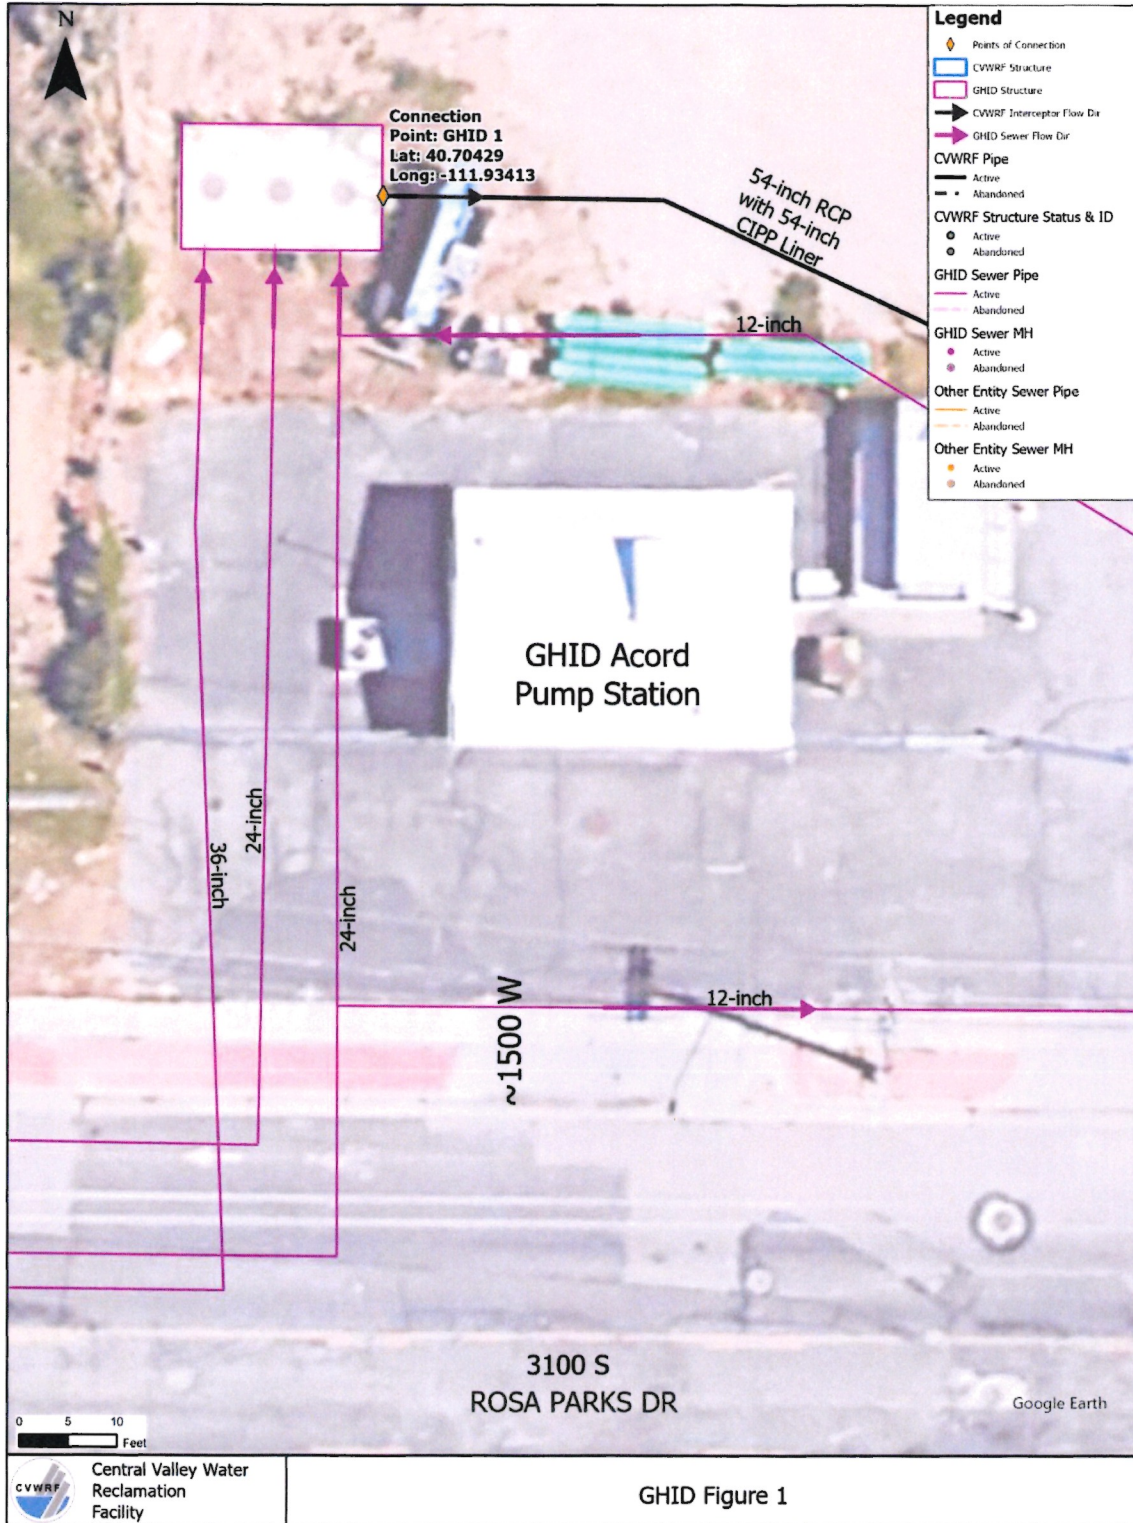 N
Connection
Point: GHID 1
Lat: 40.70429
Long: -111.93413
54-inch RCP
with 54-inch
CIPP Liner
12-inch
Legend
Points of Connection
CVWRF Structure
GHID Structure
CVWRF Interceptor Flow Dir
GHID Sewer Flow Dir
CVWRF Pipe
Active
Abandoned
CVWRF Structure Status & ID
Active
Abandoned
GHID Sewer Pipe
Active
Abandoned
GHID Sewer MH
Active
Abandoned
Other Entity Sewer Pipe
Active
Abandoned
Other Entity Sewer MH
Active
Abandoned
GHID Acord
Pump Station
36-inch
24-inch
24-inch
~1500 W
12-inch
3100 S
ROSA PARKS DR
Google Earth
0 5 10
Feet
CVWRF
Central Valley Water
Reclamation
Facility
GHID Figure 1